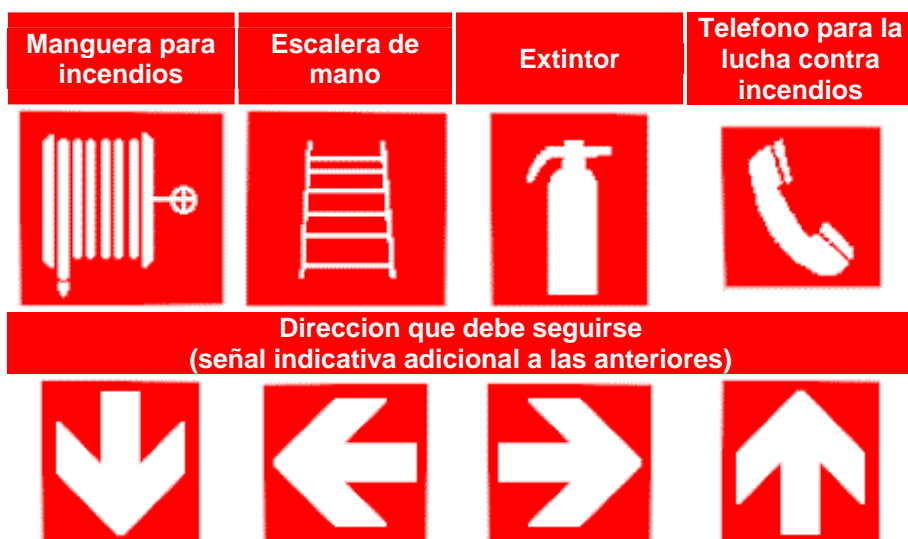 Manguera para
incendios
Escalera de
mano
Extintor
Telefono para la
lucha contra
incendios
Direccion que debe seguirse
(señal indicativa adicional a las anteriores)